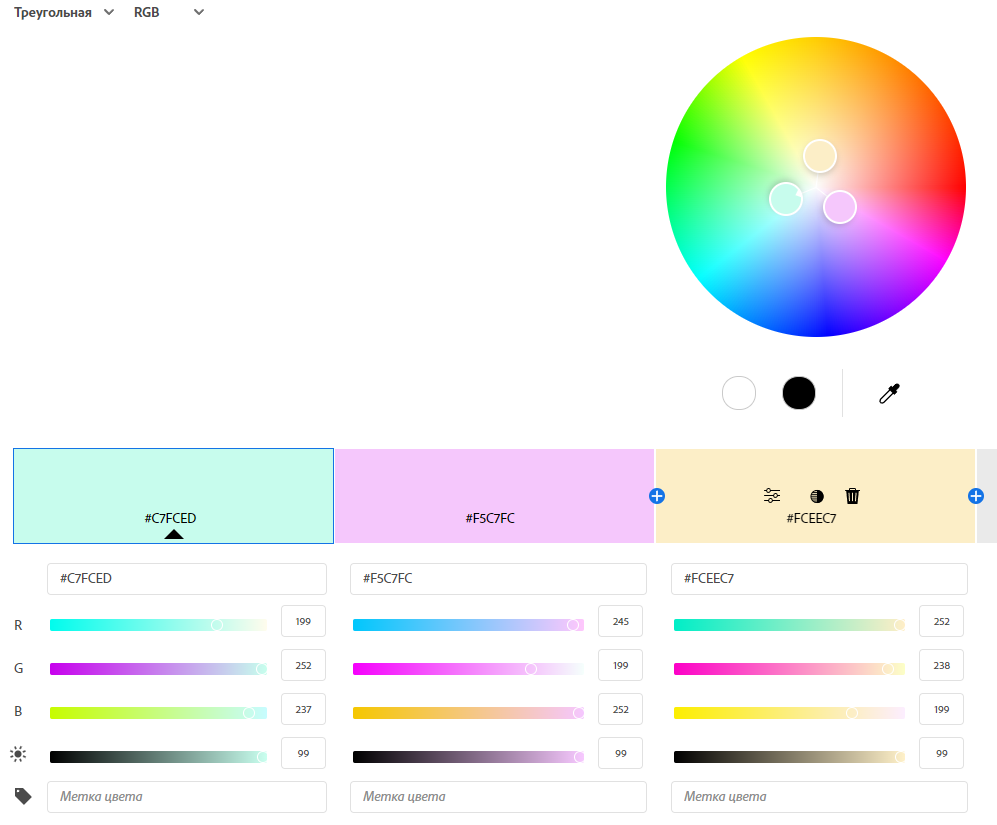 Треугольная RGB
#C7FCED #F5C7FC #FCEEC7
#C7FCED #F5C7FC #FCEEC7
R 199 245 252
G 252 199 238
B 237 252 199
99 99 99
Метка цвета Метка цвета Метка цвета